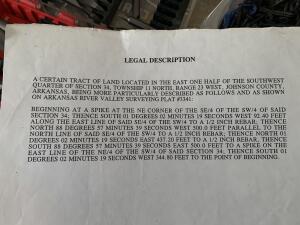 LEGAL DESCRIPTION
A CERTAIN TRACT OF LAND LOCATED IN THE EAST ONE HALF OF THE SOUTHWEST
QUARTER OF SECTION 34, TOWNSHIP 11 NORTH, RANGE 23 WEST, JOHNSON COUNTY,
ARKANSAS, BEING MORE PARTICULARLY DESCRIBED AS FOLLOWS AND AS SHOWN
ON ARKANSAS RIVER VALLEY SURVEYING PLAT #3341:
BEGINNING AT A SPIKE AT THE NE CORNER OF THE SE/4 OF THE SW/4 OF SAID
SECTION 34; THENCE SOUTH 01 DEGREES 02 MINUTES 19 SECONDS WEST 92.40 FEET
ALONG THE EAST LINE OF SAID SE/4 OF THE SW/4 TO A 1/2 INCH REBAR; THENCE
NORTH 88 DEGREES 57 MINUTES 39 SECONDS WEST 500.0 FEET PARALLEL TO THE
NORTH LINE OF SAID SE/4 OF THE SW/4 TO A 1/2 INCH REBAR; THENCE NORTH 01
DEGREES 02 MINUTES 19 SECONDS EAST 437.20 FEET TO A 1/2 INCH REBAR; THENCE
SOUTH 88 DEGREES 57 MINUTES 39 SECONDS EAST 500.0 FEET TO A SPIKE ON THE
EAST LINE OF THE NE/4 OF THE SW/4 OF SAID SECTION 34; THENCE SOUTH 01
DEGREES 02 MINUTES 19 SECONDS WEST 344.80 FEET TO THE POINT OF BEGINNING.